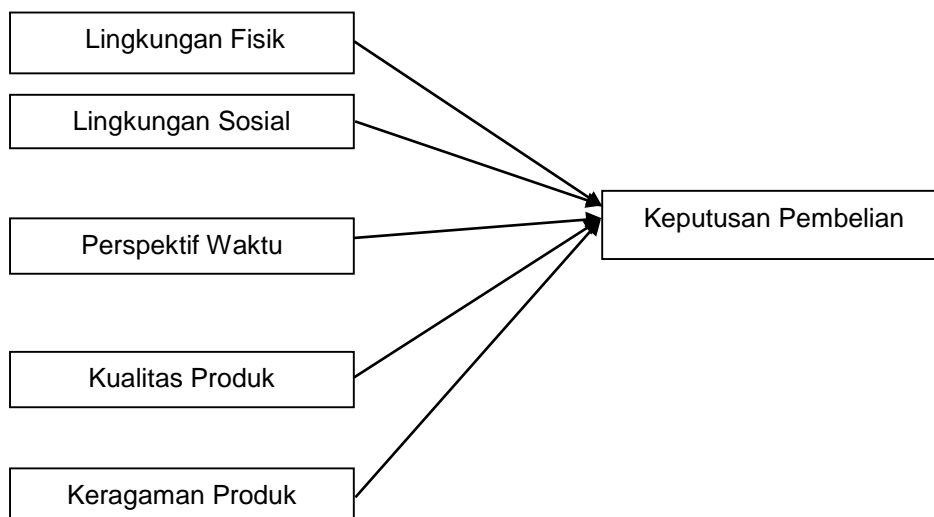 Lingkungan Fisik
Lingkungan Sosial
Perspektif Waktu
Keputusan Pembelian
Kualitas Produk
Keragaman Produk